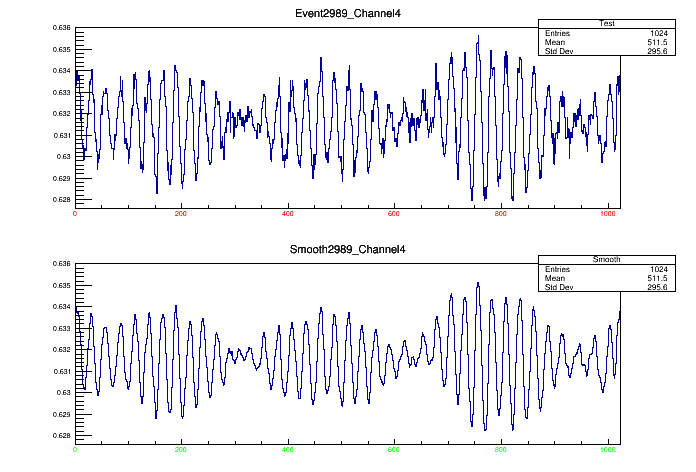 Event2989_Channel4
Test
Entries 1024
Mean 511.5
Std Dev 295.6
0.636
0.635
0.634
0.633
0.632
0.631
0.63
0.629
0.628
0 200 400 600 800 1000
Smooth2989_Channel4
Smooth
Entries 1024
Mean 511.5
Std Dev 295.6
0.636
0.635
0.634
0.633
0.632
0.631
0.63
0.629
0.628
0 200 400 600 800 1000